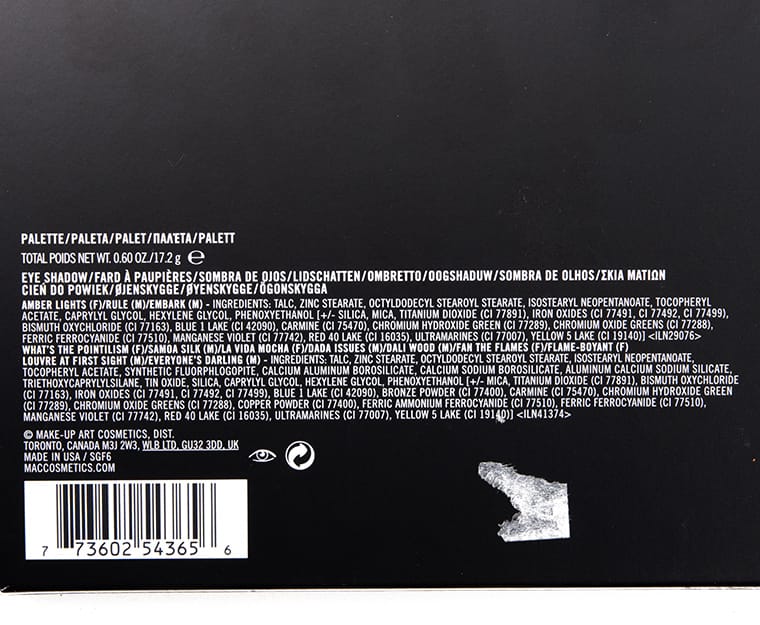 PALETTE/PALETA/PALET/ΠΑΛΈΤΑ/PALETT
TOTAL POIDS NET WT. 0.60 OZ./17.2 g ℮
EYE SHADOW/FARD À PAUPIÈRES/SOMBRA DE OJOS/LIDSCHATTEN/OMBRETTO/OOGSHADUW/SOMBRA DE OLHOS/ΣΚΙΑ ΜΑΤΙΩΝ
CIEŃ DO POWIEK/ØJENSKYGGE/ØYENSKYGGE/ÖGONSKYGGA
AMBER LIGHTS (F)/RULE (M)/EMBARK (M) - INGREDIENTS: TALC, ZINC STEARATE, OCTYLDODECYL STEAROYL STEARATE, ISOSTEARYL NEOPENTANOATE, TOCOPHERYL
ACETATE, CAPRYLYL GLYCOL, HEXYLENE GLYCOL, PHENOXYETHANOL [+/- SILICA, MICA, TITANIUM DIOXIDE (CI 77891), IRON OXIDES (CI 77491, CI 77492, CI 77499),
BISMUTH OXYCHLORIDE (CI 77163), BLUE 1 LAKE (CI 42090), CARMINE (CI 75470), CHROMIUM HYDROXIDE GREEN (CI 77289), CHROMIUM OXIDE GREENS (CI 77288),
FERRIC FERROCYANIDE (CI 77510), MANGANESE VIOLET (CI 77742), RED 40 LAKE (CI 16035), ULTRAMARINES (CI 77007), YELLOW 5 LAKE (CI 19140)] <ILN29076>
WHAT'S THE POINTILISM (F)/SAMOA SILK (M)/LA VIDA MOCHA (F)/DADA ISSUES (M)/DALI WOOD (M)/FAN THE FLAMES (F)/FLAME-BOYANT (F)
LOUVRE AT FIRST SIGHT (M)/EVERYONE'S DARLING (M) - INGREDIENTS: TALC, ZINC STEARATE, OCTYLDODECYL STEAROYL STEARATE, ISOSTEARYL NEOPENTANOATE,
TOCOPHERYL ACETATE, SYNTHETIC FLUORPHLOGOPITE, CALCIUM ALUMINUM BOROSILICATE, CALCIUM SODIUM BOROSILICATE, ALUMINUM CALCIUM SODIUM SILICATE,
TRIETHOXYCAPRYLYLSILANE, TIN OXIDE, SILICA, CAPRYLYL GLYCOL, HEXYLENE GLYCOL, PHENOXYETHANOL [+/- MICA, TITANIUM DIOXIDE (CI 77891), BISMUTH OXYCHLORIDE
(CI 77163), IRON OXIDES (CI 77491, CI 77492, CI 77499), BLUE 1 LAKE (CI 42090), BRONZE POWDER (CI 77400), CARMINE (CI 75470), CHROMIUM HYDROXIDE GREEN
(CI 77289), CHROMIUM OXIDE GREENS (CI 77288), COPPER POWDER (CI 77400), FERRIC AMMONIUM FERROCYANIDE (CI 77510), FERRIC FERROCYANIDE (CI 77510),
MANGANESE VIOLET (CI 77742), RED 40 LAKE (CI 16035), ULTRAMARINES (CI 77007), YELLOW 5 LAKE (CI 19140)] <ILN41374>
© MAKE-UP ART COSMETICS, DIST.
TORONTO, CANADA M3J 2W3, WLB LTD, GU32 3DD, UK
MADE IN USA / SGF6
MACCOSMETICS.COM
7 73602 54365 6